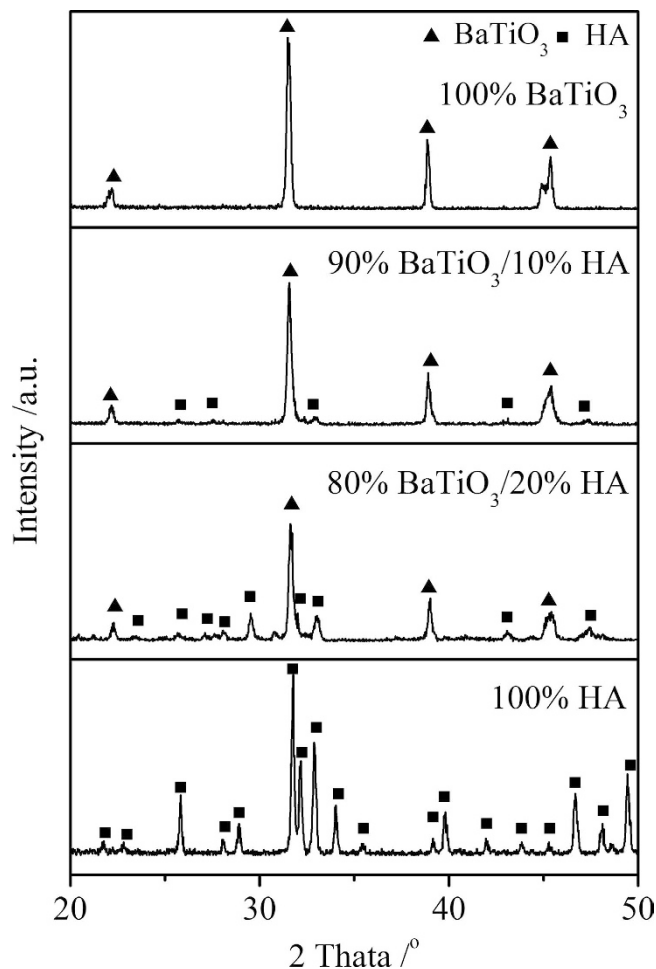 ▲ BaTiO₃ ■ HA
100% BaTiO₃
90% BaTiO₃/10% HA
80% BaTiO₃/20% HA
100% HA
Intensity /a.u.
20 30 40 50
2 Thata /°